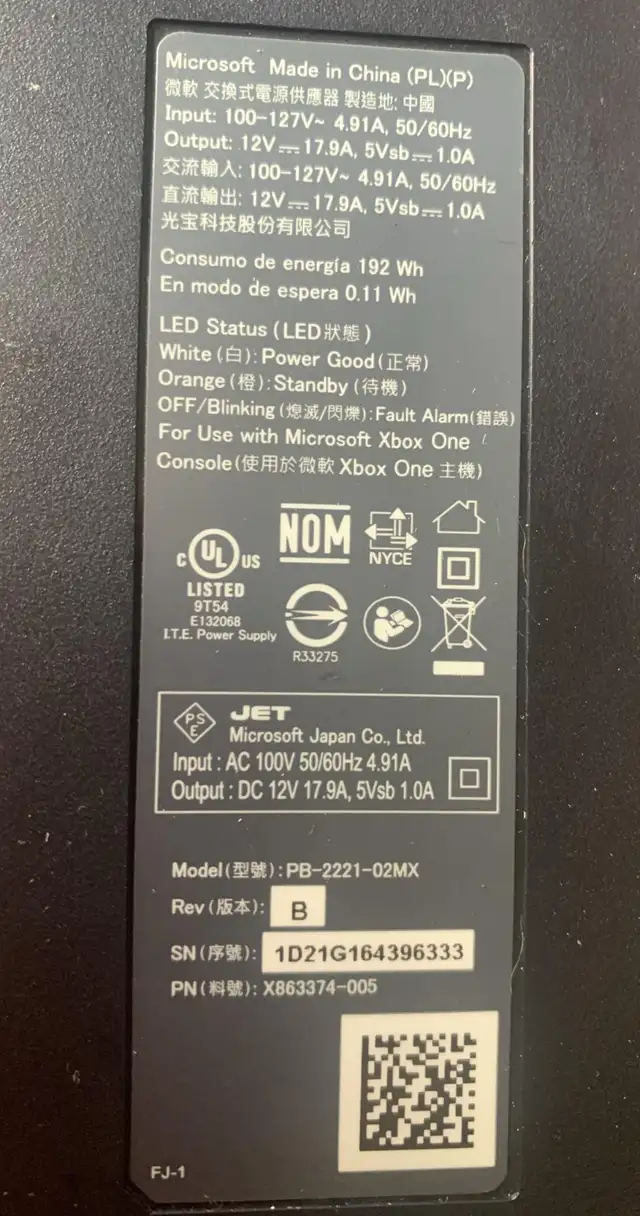 Microsoft Made in China (PL)(P)
微軟 交換式電源供應器 製造地: 中國
Input: 100-127V~ 4.91A, 50/60Hz
Output: 12V⎓17.9A, 5Vsb⎓1.0A
交流輸入: 100-127V~ 4.91A, 50/60Hz
直流輸出: 12V⎓17.9A, 5Vsb⎓1.0A
光宝科技股份有限公司
Consumo de energía 192 Wh
En modo de espera 0.11 Wh
LED Status (LED狀態)
White (白): Power Good (正常)
Orange (橙): Standby (待機)
OFF/Blinking (熄滅/閃爍): Fault Alarm (錯誤)
For Use with Microsoft Xbox One
Console (使用於微軟 Xbox One 主機)
NOM
NYCE
C UL US
LISTED
9T54
E132068
I.T.E. Power Supply
R33275
PS
E
JET
Microsoft Japan Co., Ltd.
Input : AC 100V 50/60Hz 4.91A
Output : DC 12V 17.9A, 5Vsb 1.0A
Model (型號): PB-2221-02MX
Rev (版本): B
SN (序號): 1D21G164396333
PN (料號): X863374-005
FJ-1